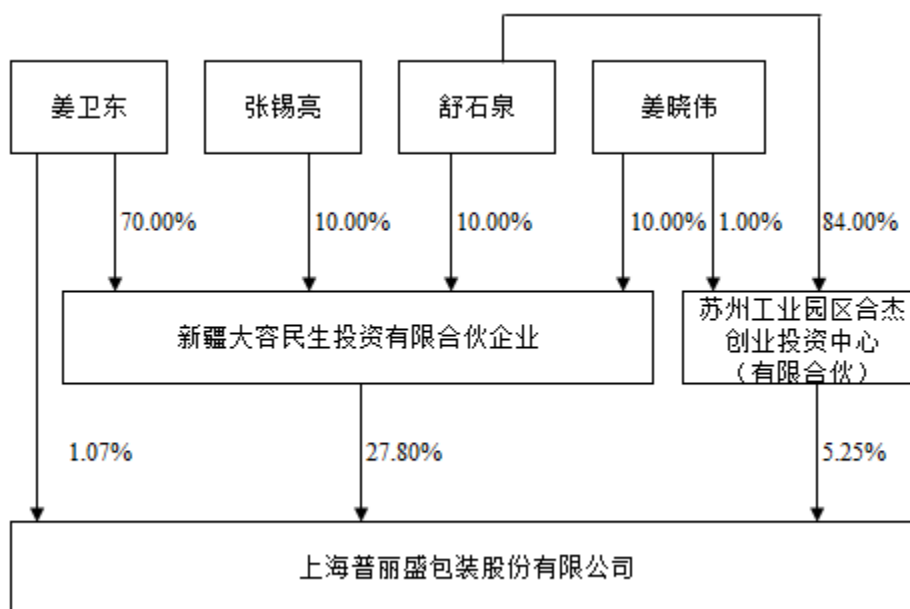 姜卫东
张锡亮
舒石泉
姜晓伟
70.00%
10.00%
10.00%
10.00%
1.00%
84.00%
新疆大容民生投资有限合伙企业
苏州工业园区合杰
创业投资中心
（有限合伙）
1.07%
27.80%
5.25%
上海普丽盛包装股份有限公司